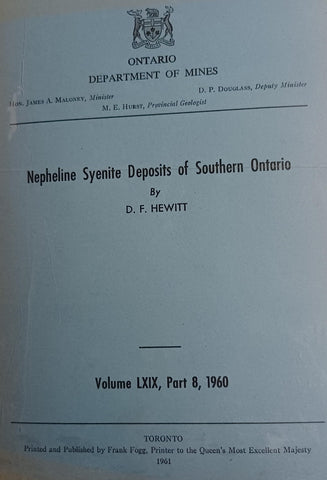 ONTARIO
DEPARTMENT OF MINES
Hon. James A. Maloney, Minister
D. P. Douglass, Deputy Minister
M. E. Hurst, Provincial Geologist
Nepheline Syenite Deposits of Southern Ontario
By
D. F. HEWITT
Volume LXIX, Part 8, 1960
TORONTO
Printed and Published by Frank Fogg, Printer to the Queen's Most Excellent Majesty
1961